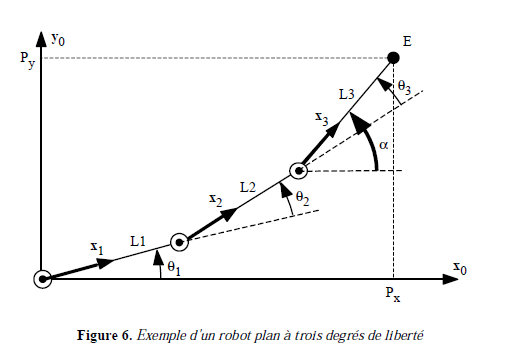 y0
E
Py
θ3
L3
x3
α
L2
x2
θ2
x1
L1
θ1
x0
Px
Figure 6. Exemple d'un robot plan à trois degrés de liberté